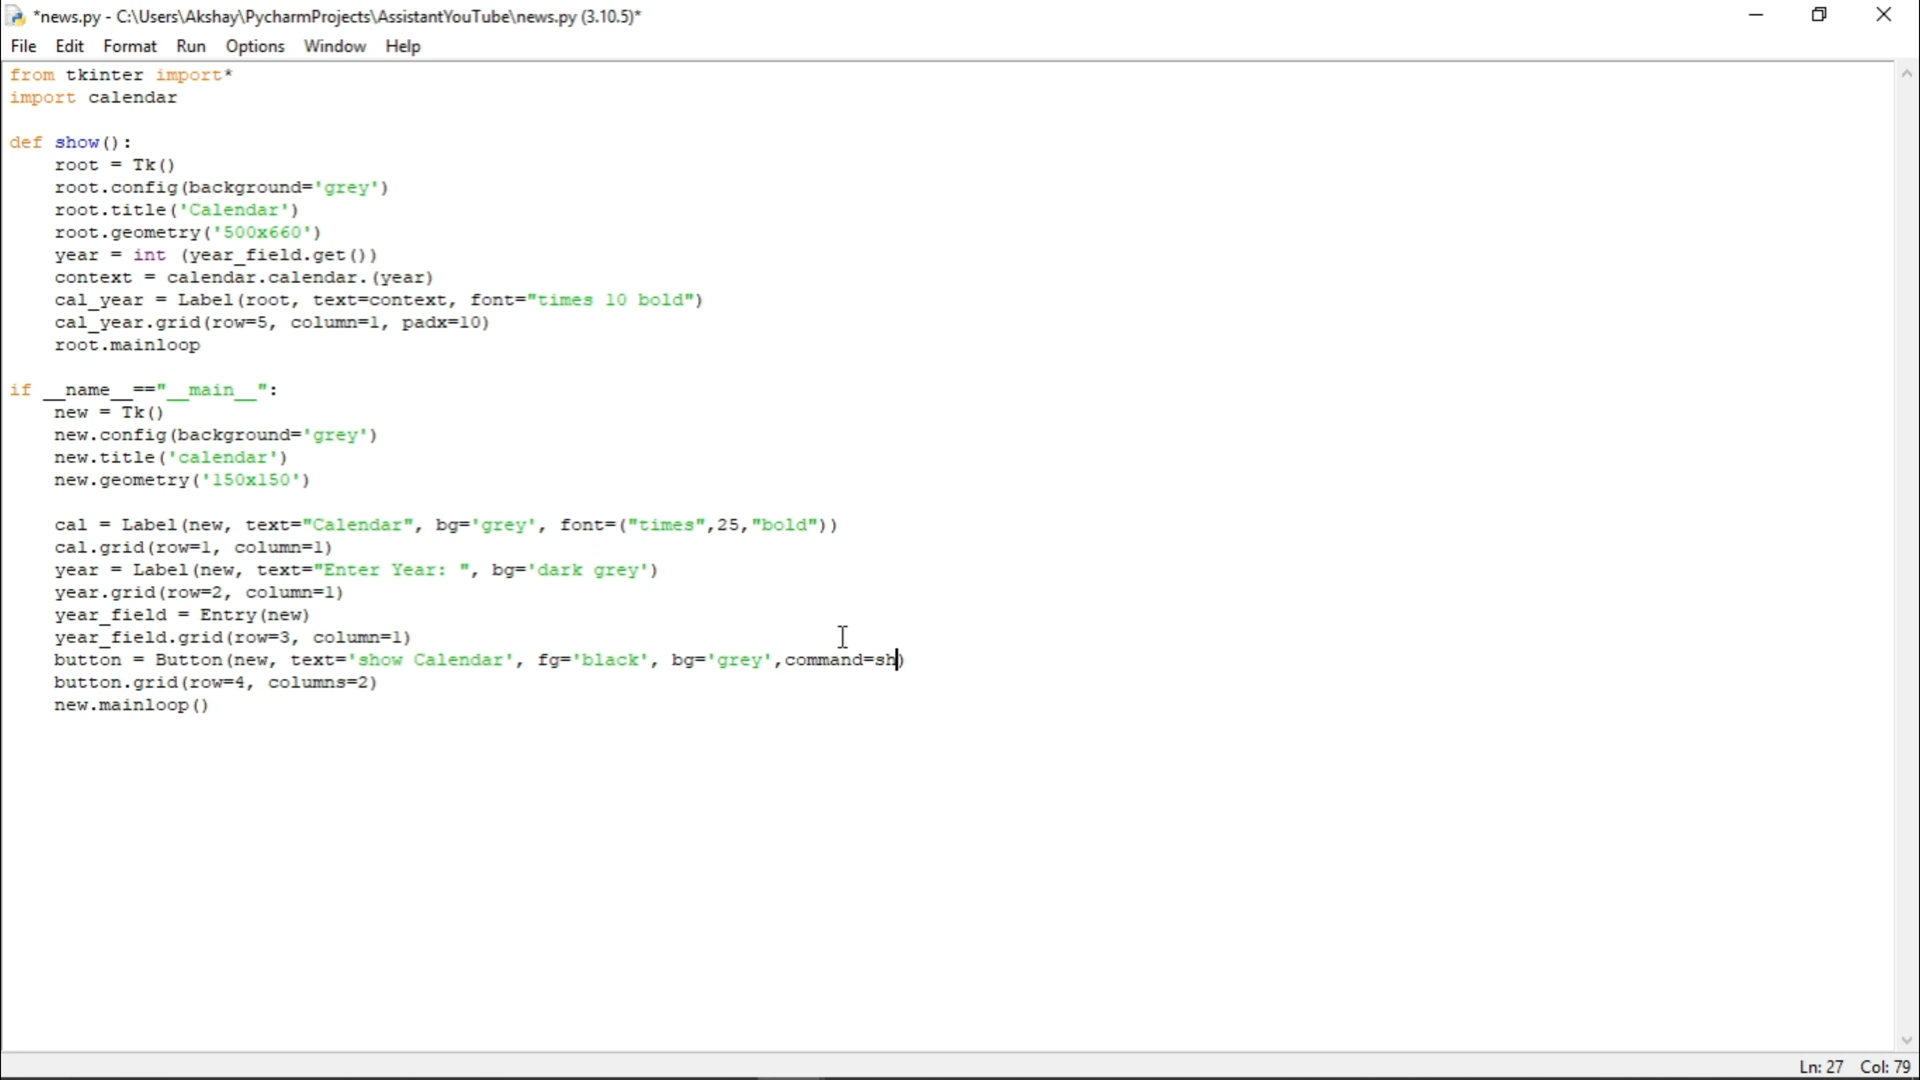 *news.py - C:\Users\Akshay\PycharmProjects\AssistantYouTube\news.py (3.10.5)*
File Edit Format Run Options Window Help
from tkinter import*
import calendar
def show():
    root = Tk()
    root.config(background='grey')
    root.title('Calendar')
    root.geometry('500x660')
    year = int (year_field.get())
    context = calendar.calendar.(year)
    cal_year = Label(root, text=context, font="times 10 bold")
    cal_year.grid(row=5, column=1, padx=10)
    root.mainloop
if __name__=="__main__":
    new = Tk()
    new.config(background='grey')
    new.title('calendar')
    new.geometry('150x150')
    cal = Label(new, text="Calendar", bg='grey', font=("times",25,"bold"))
    cal.grid(row=1, column=1)
    year = Label(new, text="Enter Year: ", bg='dark grey')
    year.grid(row=2, column=1)
    year_field = Entry(new)
    year_field.grid(row=3, column=1)
    button = Button(new, text='show Calendar', fg='black', bg='grey',command=sh)
    button.grid(row=4, columns=2)
    new.mainloop()
Ln: 27 Col: 79